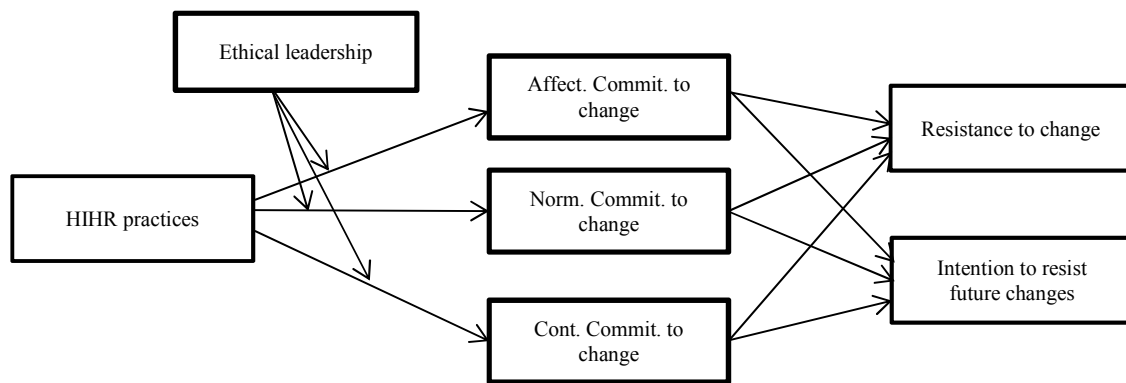 Ethical leadership
HIHR practices
Affect. Commit. to
change
Norm. Commit. to
change
Cont. Commit. to
change
Resistance to change
Intention to resist
future changes